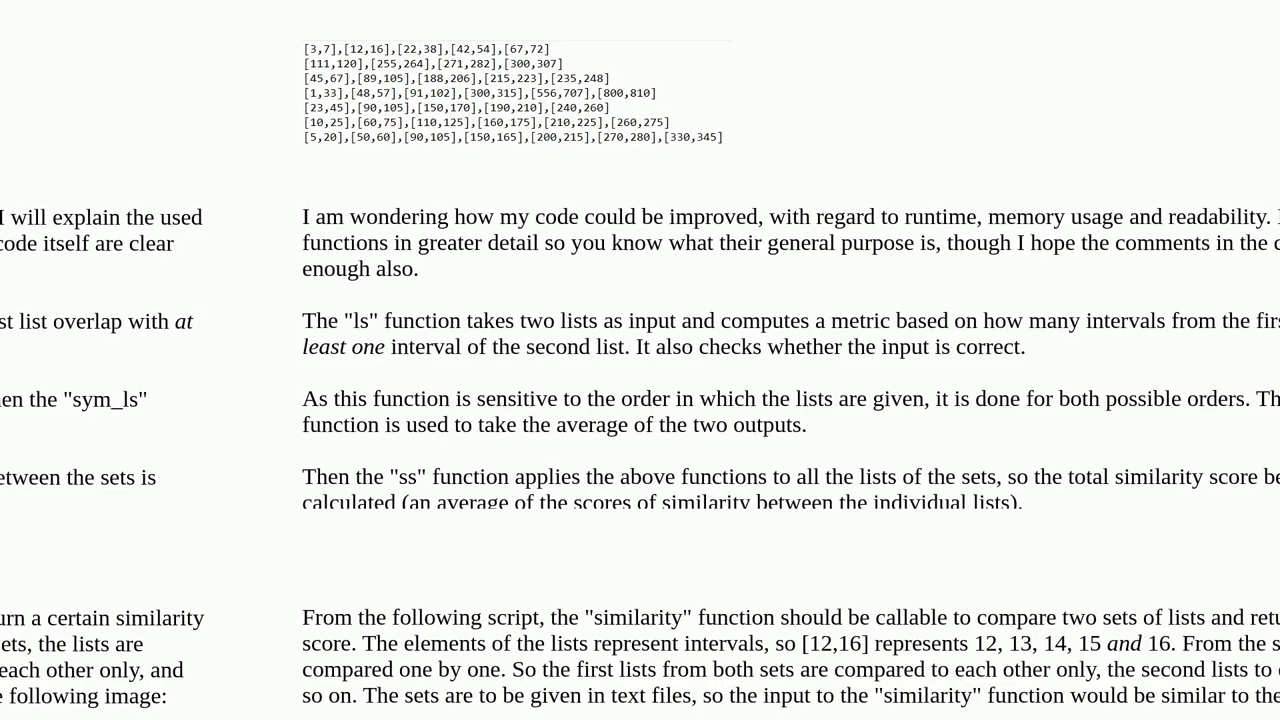 [3,7],[12,16],[22,38],[42,54],[67,72]
[111,120],[255,264],[271,282],[300,307]
[45,67],[89,105],[188,206],[215,223],[235,248]
[1,33],[48,57],[91,102],[300,315],[556,707],[800,810]
[23,45],[90,105],[150,170],[190,210],[240,260]
[10,25],[60,75],[110,125],[160,175],[210,225],[260,275]
[5,20],[50,60],[90,105],[150,165],[200,215],[270,280],[330,345]
I will explain the used
code itself are clear
st list overlap with at
en the "sym_ls"
etween the sets is
I am wondering how my code could be improved, with regard to runtime, memory usage and readability. I
functions in greater detail so you know what their general purpose is, though I hope the comments in the c
enough also.
The "ls" function takes two lists as input and computes a metric based on how many intervals from the firs
least one interval of the second list. It also checks whether the input is correct.
As this function is sensitive to the order in which the lists are given, it is done for both possible orders. Th
function is used to take the average of the two outputs.
Then the "ss" function applies the above functions to all the lists of the sets, so the total similarity score be
calculated (an average of the scores of similarity between the individual lists).
urn a certain similarity
ets, the lists are
each other only, and
e following image:
From the following script, the "similarity" function should be callable to compare two sets of lists and retu
score. The elements of the lists represent intervals, so [12,16] represents 12, 13, 14, 15 and 16. From the s
compared one by one. So the first lists from both sets are compared to each other only, the second lists to e
so on. The sets are to be given in text files, so the input to the "similarity" function would be similar to the